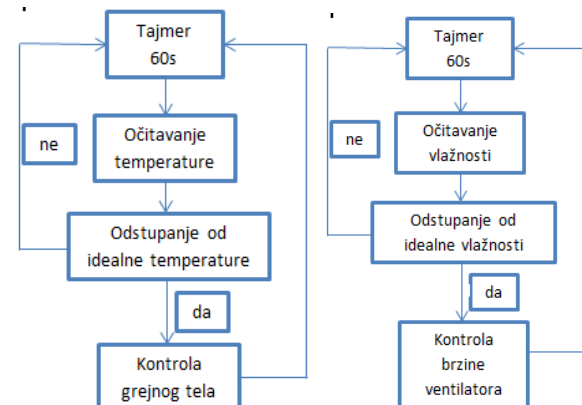 Tajmer
60s
Očitavanje
temperature
ne
Odstupanje od
idealne temperature
da
Kontrola
grejnog tela
Tajmer
60s
Očitavanje
vlažnosti
ne
Odstupanje od
idealne vlažnosti
da
Kontrola
brzine
ventilatora